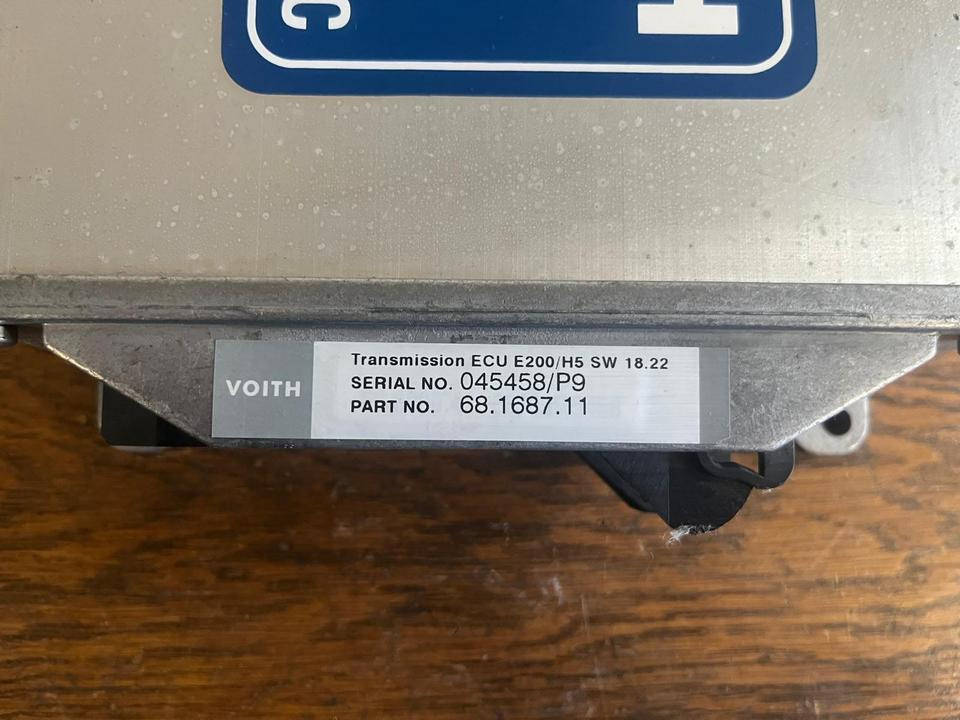 C
H
VOITH
Transmission ECU E200/H5 SW 18.22
SERIAL NO. 045458/P9
PART NO. 68.1687.11